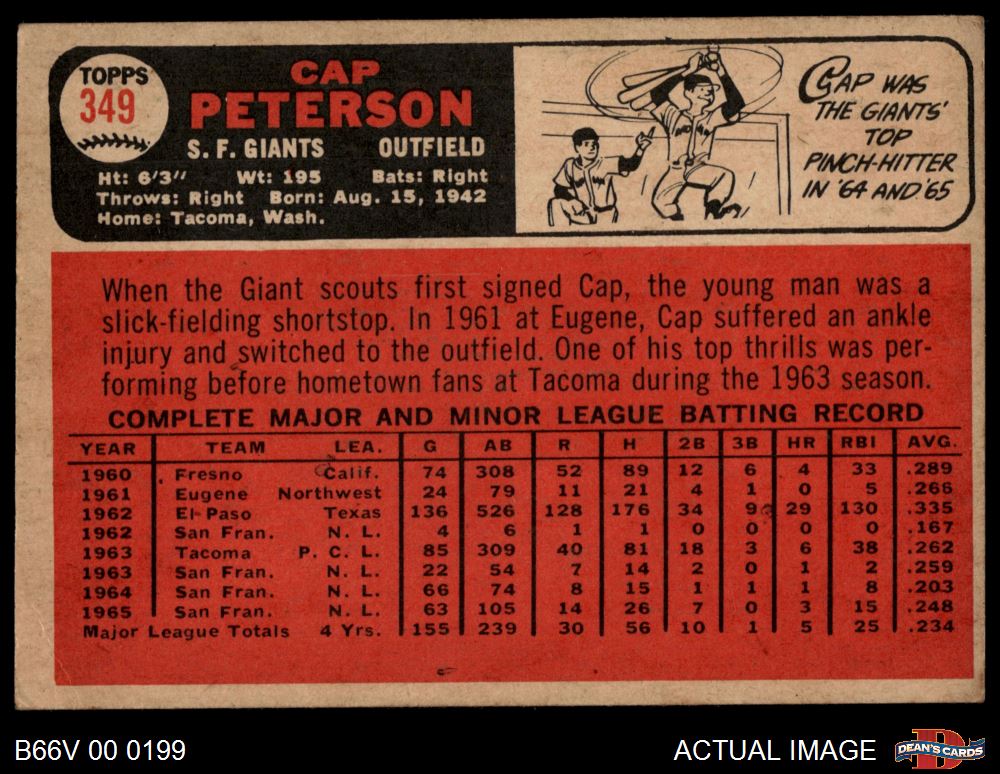 TOPPS
349
CAP
PETERSON
S. F. GIANTS OUTFIELD
Ht: 6'3" Wt: 195 Bats: Right
Throws: Right Born: Aug. 15, 1942
Home: Tacoma, Wash.
CAP WAS
THE GIANTS'
TOP
PINCH-HITTER
IN '64 AND '65
When the Giant scouts first signed Cap, the young man was a
slick-fielding shortstop. In 1961 at Eugene, Cap suffered an ankle
injury and switched to the outfield. One of his top thrills was per-
forming before hometown fans at Tacoma during the 1963 season.
COMPLETE MAJOR AND MINOR LEAGUE BATTING RECORD
YEAR TEAM LEA. G AB R H 2B 3B HR RBI AVG.
1960 Fresno Calif. 74 308 52 89 12 6 4 33 .289
1961 Eugene Northwest 24 79 11 21 4 1 0 5 .266
1962 El Paso Texas 136 526 128 176 34 9 29 130 .335
1962 San Fran. N. L. 4 6 1 1 0 0 0 0 .167
1963 Tacoma P. C. L. 85 309 40 81 18 3 6 38 .262
1963 San Fran. N. L. 22 54 7 14 2 0 1 2 .259
1964 San Fran. N. L. 66 74 8 15 1 1 1 8 .203
1965 San Fran. N. L. 63 105 14 26 7 0 3 15 .248
Major League Totals 4 Yrs. 155 239 30 56 10 1 5 25 .234
B66V 00 0199
ACTUAL IMAGE
D
DEAN'S CARDS